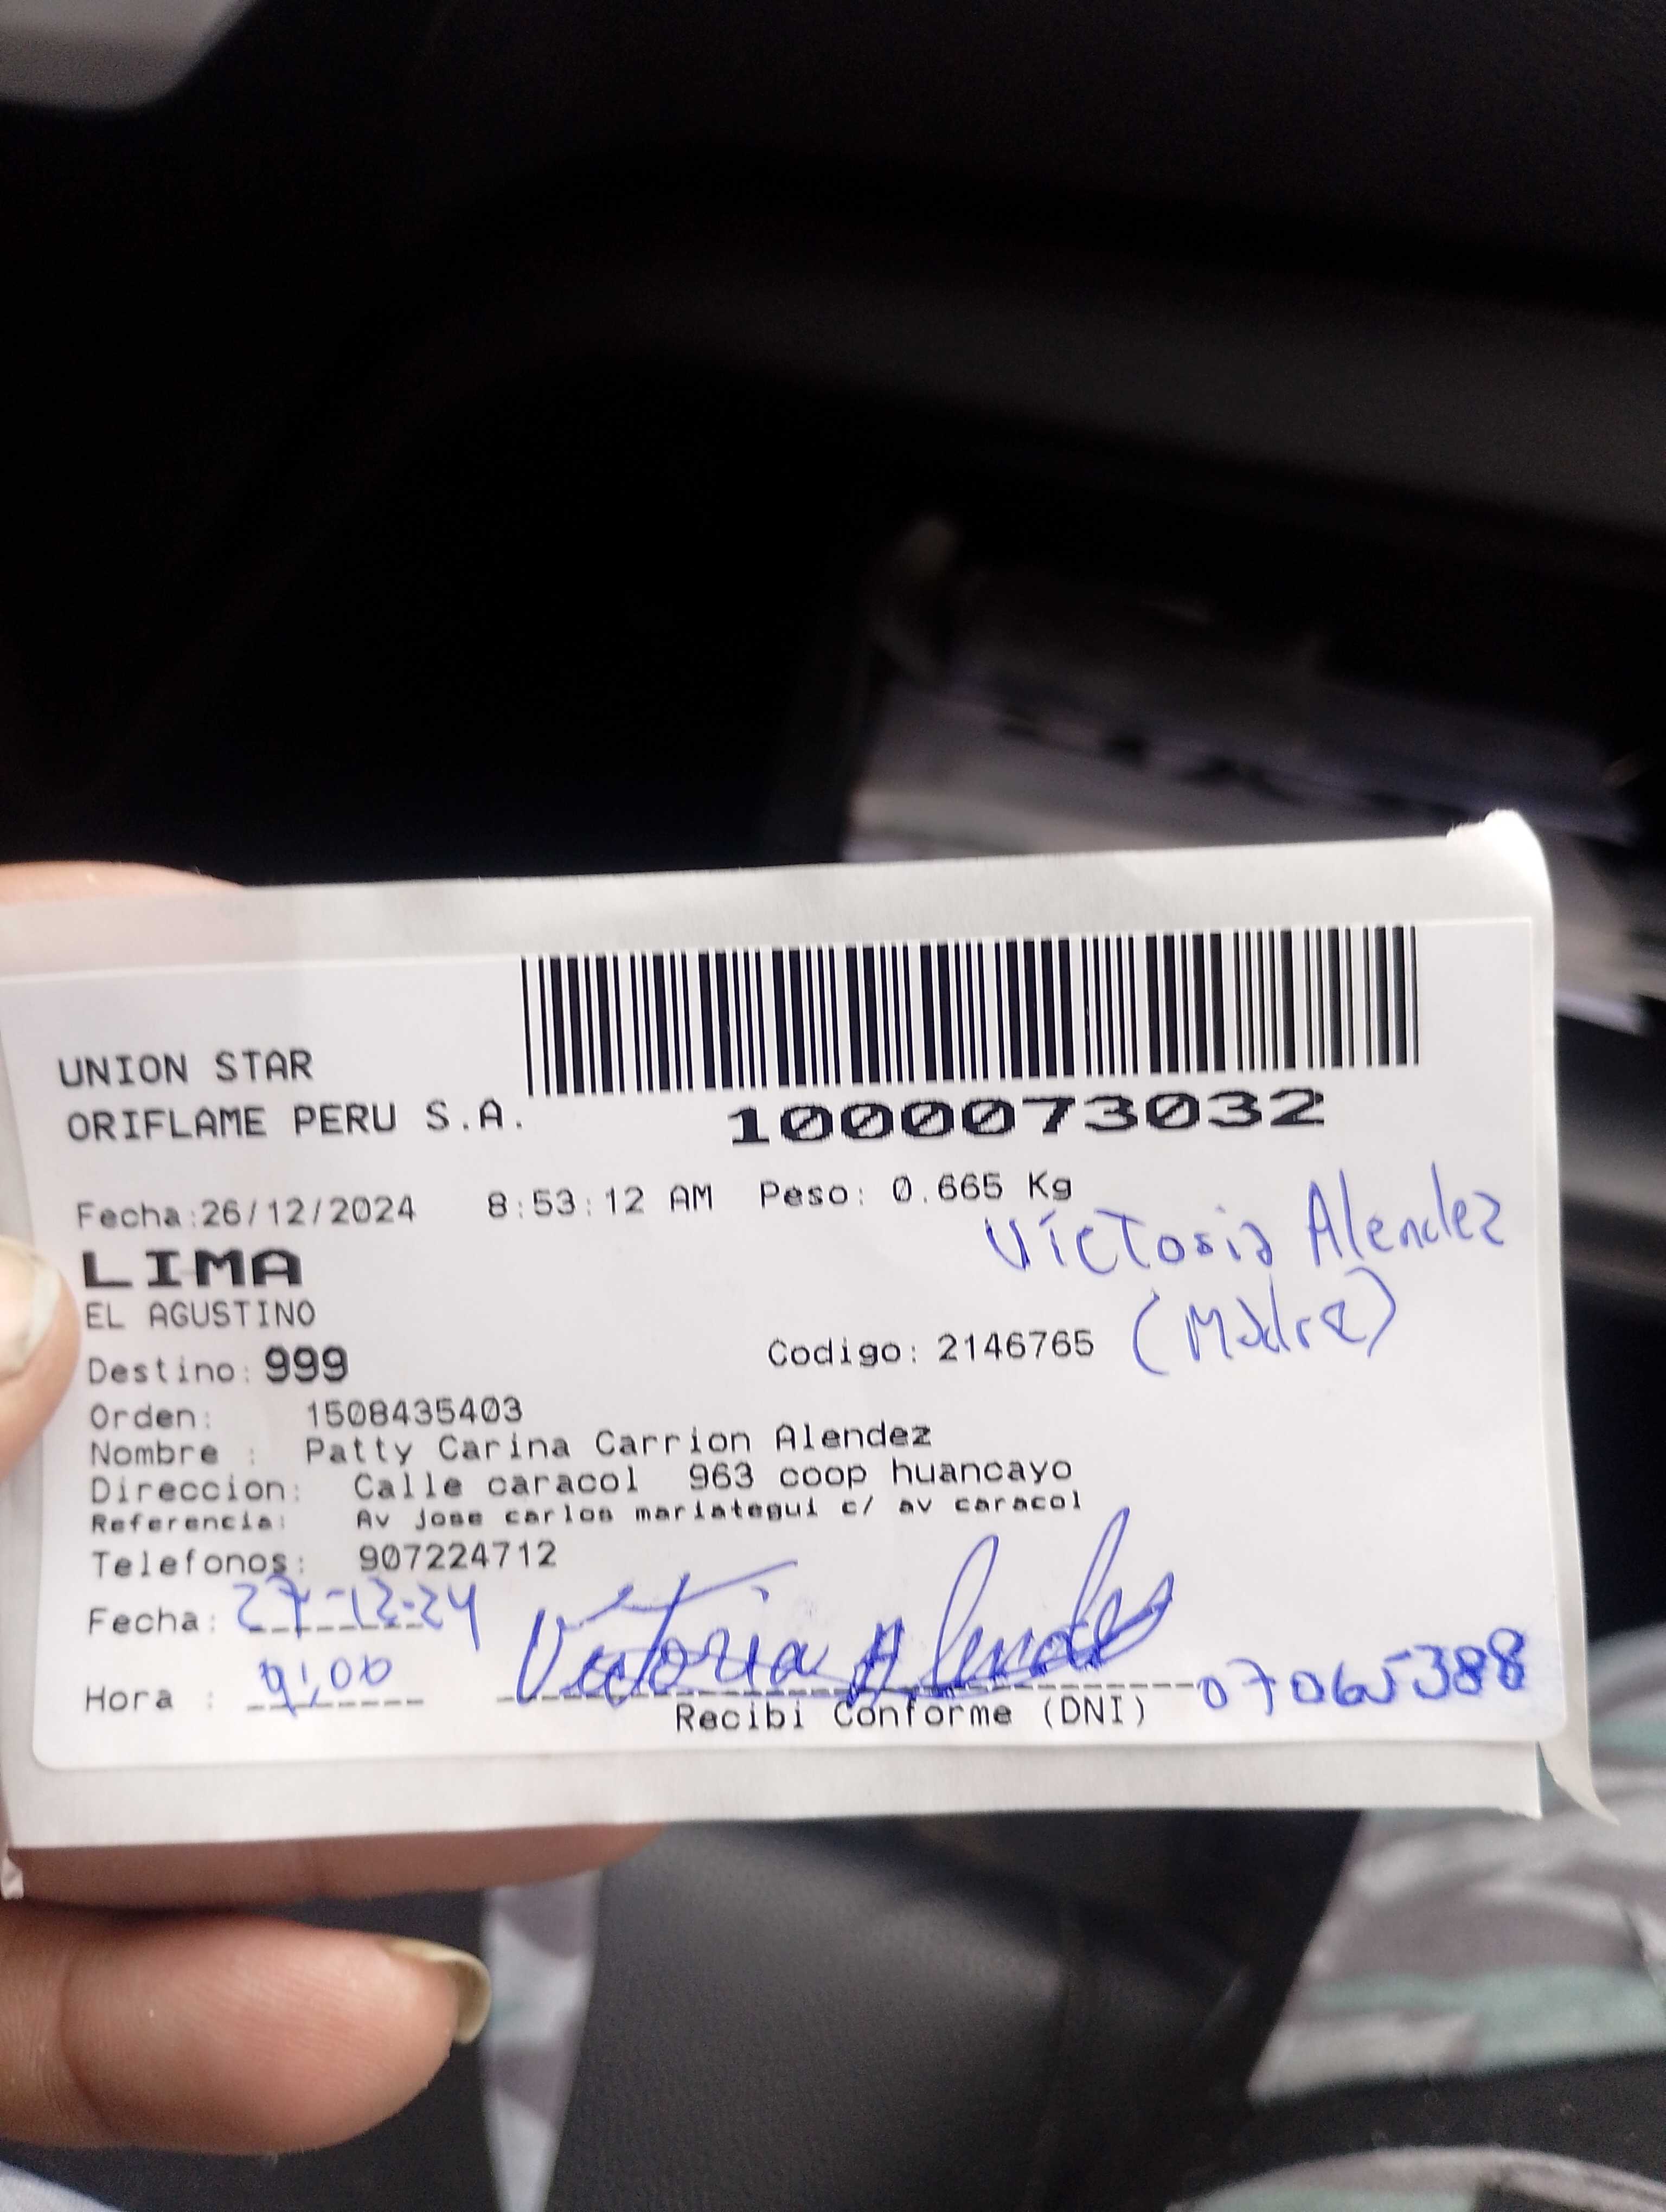 UNION STAR
ORIFLAME PERU S.A.
1000073032
Fecha:26/12/2024 8:53:12 AM Peso: 0.665 Kg
Victoria Alendez
LIMA
EL AGUSTINO
(Madre)
Destino: 999 Codigo: 2146765
Orden: 1508435403
Nombre : Patty Carina Carrion Alendez
Direccion: Calle caracol 963 coop huancayo
Referencia: Av jose carlos mariategui c/ av caracol
Telefonos: 907224712
Fecha: 27-12-24
Victoria Alendez
Hora : 9:00
07065388
Recibi Conforme (DNI)